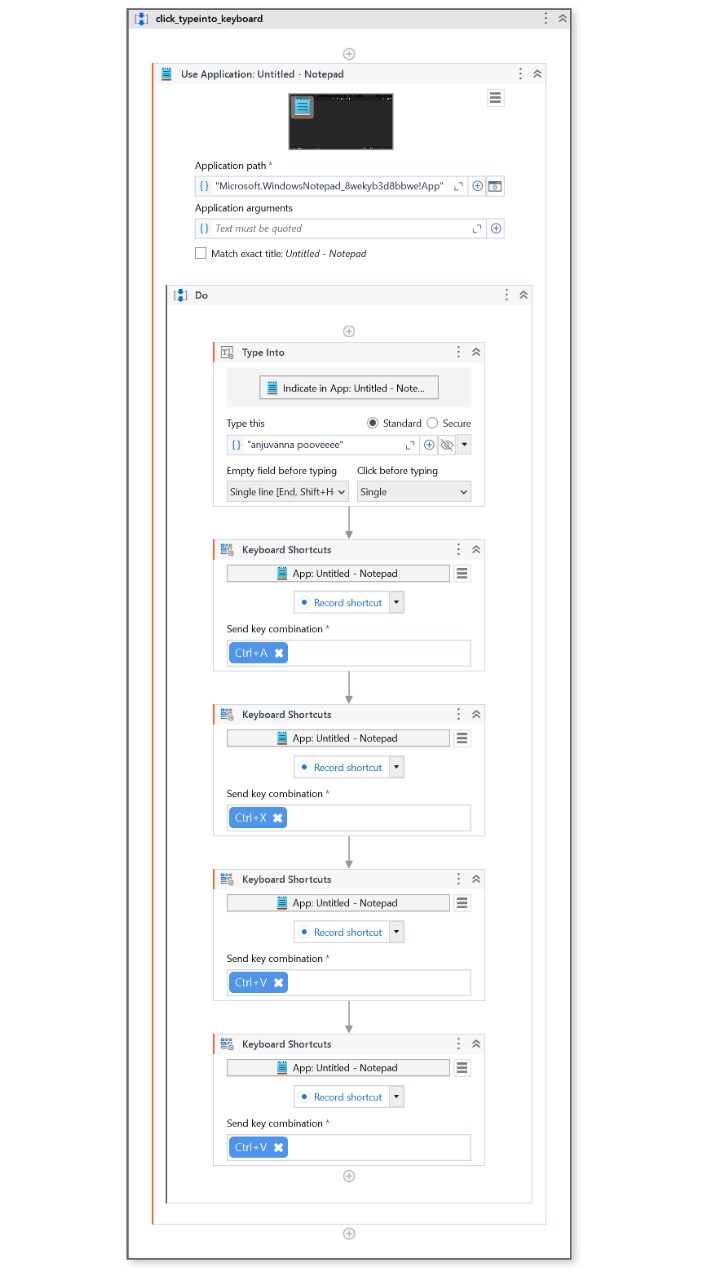 click_typeinto_keyboard
Use Application: Untitled - Notepad
Application path *
"Microsoft.WindowsNotepad_8wekyb3d8bbwe!App"
Application arguments
Text must be quoted
Match exact title: Untitled - Notepad
Do
Type Into
Indicate in App: Untitled - Note...
Type this Standard Secure
"anjuvanna pooveeee"
Empty field before typing Click before typing
Single line [End, Shift+H Single
Keyboard Shortcuts
App: Untitled - Notepad
Record shortcut
Send key combination *
Ctrl+A
Keyboard Shortcuts
App: Untitled - Notepad
Record shortcut
Send key combination *
Ctrl+X
Keyboard Shortcuts
App: Untitled - Notepad
Record shortcut
Send key combination *
Ctrl+V
Keyboard Shortcuts
App: Untitled - Notepad
Record shortcut
Send key combination *
Ctrl+V